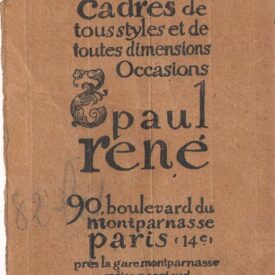 cadres de
tous styles et de
toutes dimensions
Occasions
paul
rené
90, boulevard du
montparnasse
paris (14e)
près la gare montparnasse